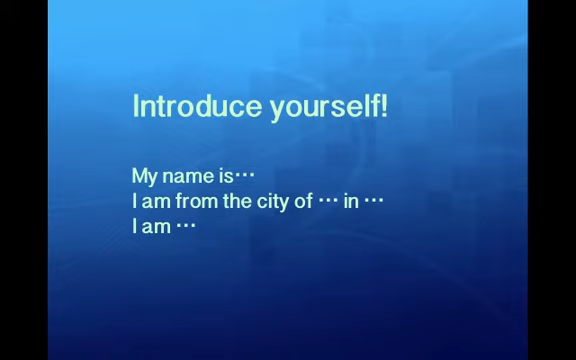 Introduce yourself!
My name is⋯
I am from the city of ⋯ in ⋯
I am ⋯